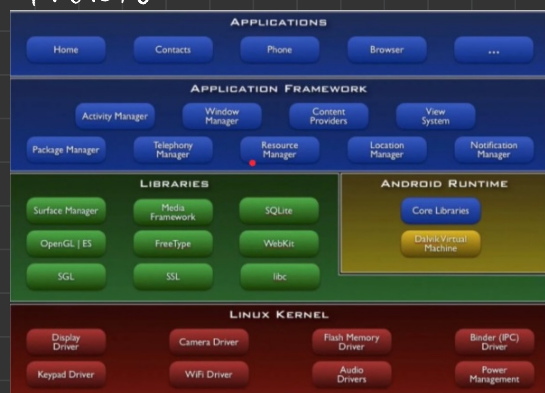 APPLICATIONS
Home Contacts Phone Browser ...
APPLICATION FRAMEWORK
Activity Manager Window Manager Content Providers View System
Package Manager Telephony Manager Resource Manager Location Manager Notification Manager
LIBRARIES
Surface Manager Media Framework SQLite
OpenGL | ES FreeType WebKit
SGL SSL libc
ANDROID RUNTIME
Core Libraries
Dalvik Virtual Machine
LINUX KERNEL
Display Driver Camera Driver Flash Memory Driver Binder (IPC) Driver
Keypad Driver WiFi Driver Audio Drivers Power Management